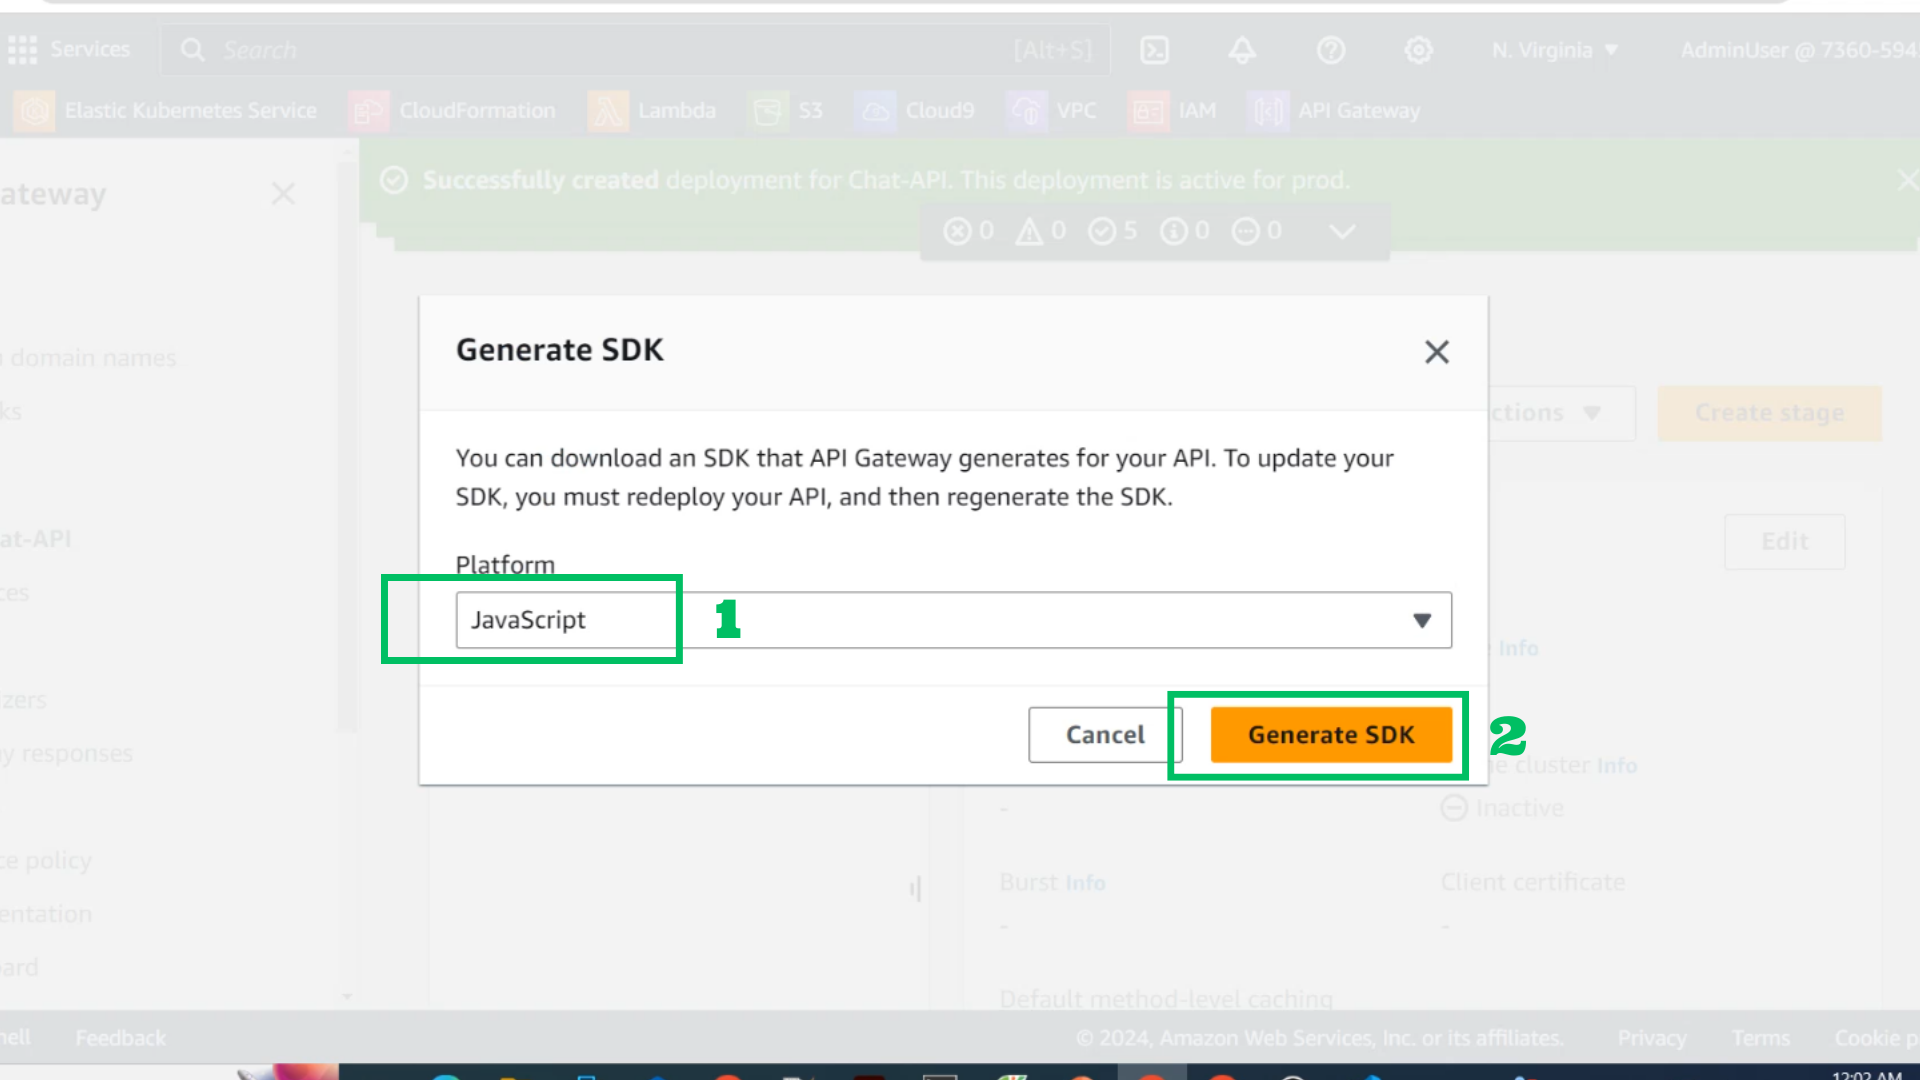 Services
Search
[Alt+S]
N. Virginia
AdminUser @ 7360-594
Elastic Kubernetes Service
CloudFormation
Lambda
S3
Cloud9
VPC
IAM
API Gateway
ateway
Successfully created deployment for Chat-API. This deployment is active for prod.
0 0 5 0 0
domain names
ks
ctions
Create stage
Generate SDK
You can download an SDK that API Gateway generates for your API. To update your
SDK, you must redeploy your API, and then regenerate the SDK.
at-API
Edit
Platform
ces
JavaScript
1
Info
izers
Cancel
Generate SDK
2
y responses
e cluster Info
Inactive
ce policy
Burst Info
Client certificate
-
-
-
entation
ard
Default method-level caching
hell
Feedback
© 2024, Amazon Web Services, Inc. or its affiliates.
Privacy
Terms
Cookie p
12:02 AM